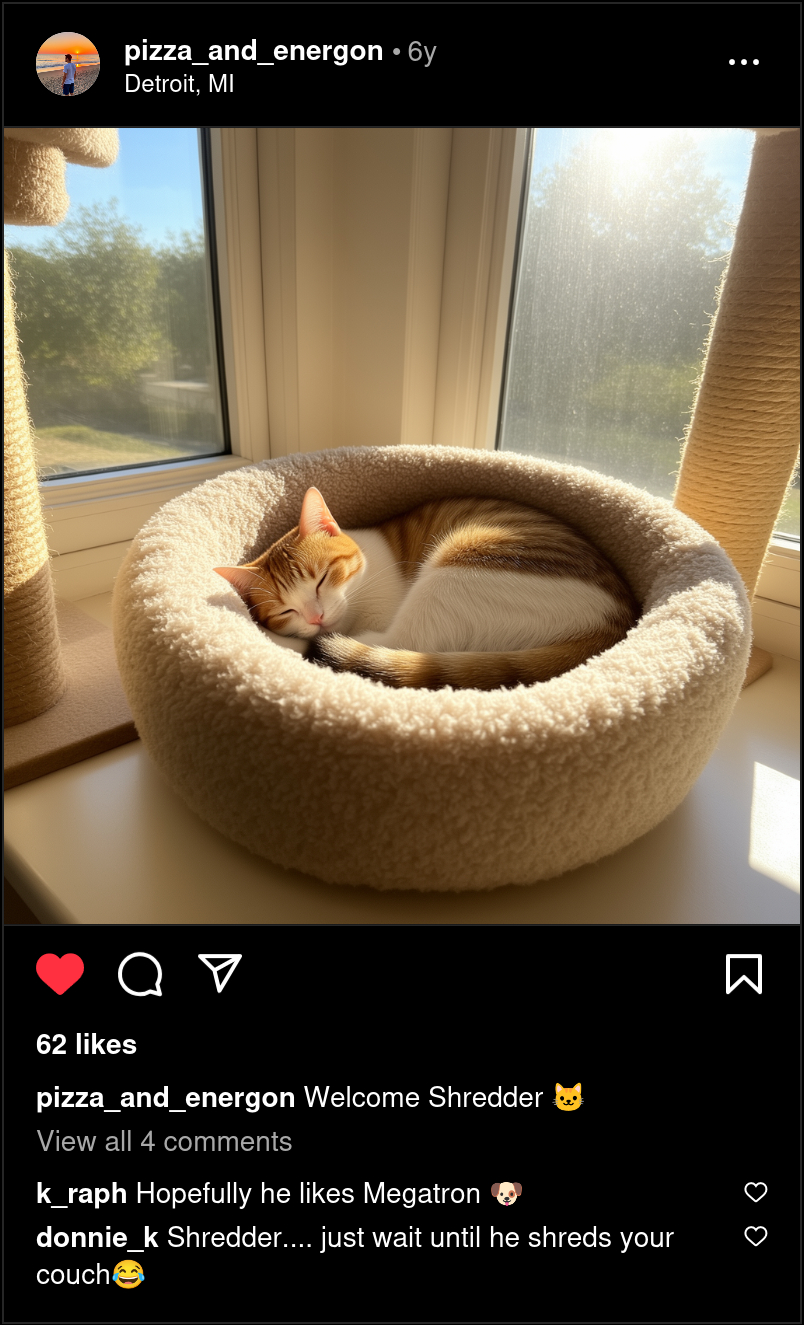 pizza_and_energon • 6y
Detroit, MI
62 likes
pizza_and_energon Welcome Shredder 🐱
View all 4 comments
k_raph Hopefully he likes Megatron 🐶
donnie_k Shredder.... just wait until he shreds your
couch😂